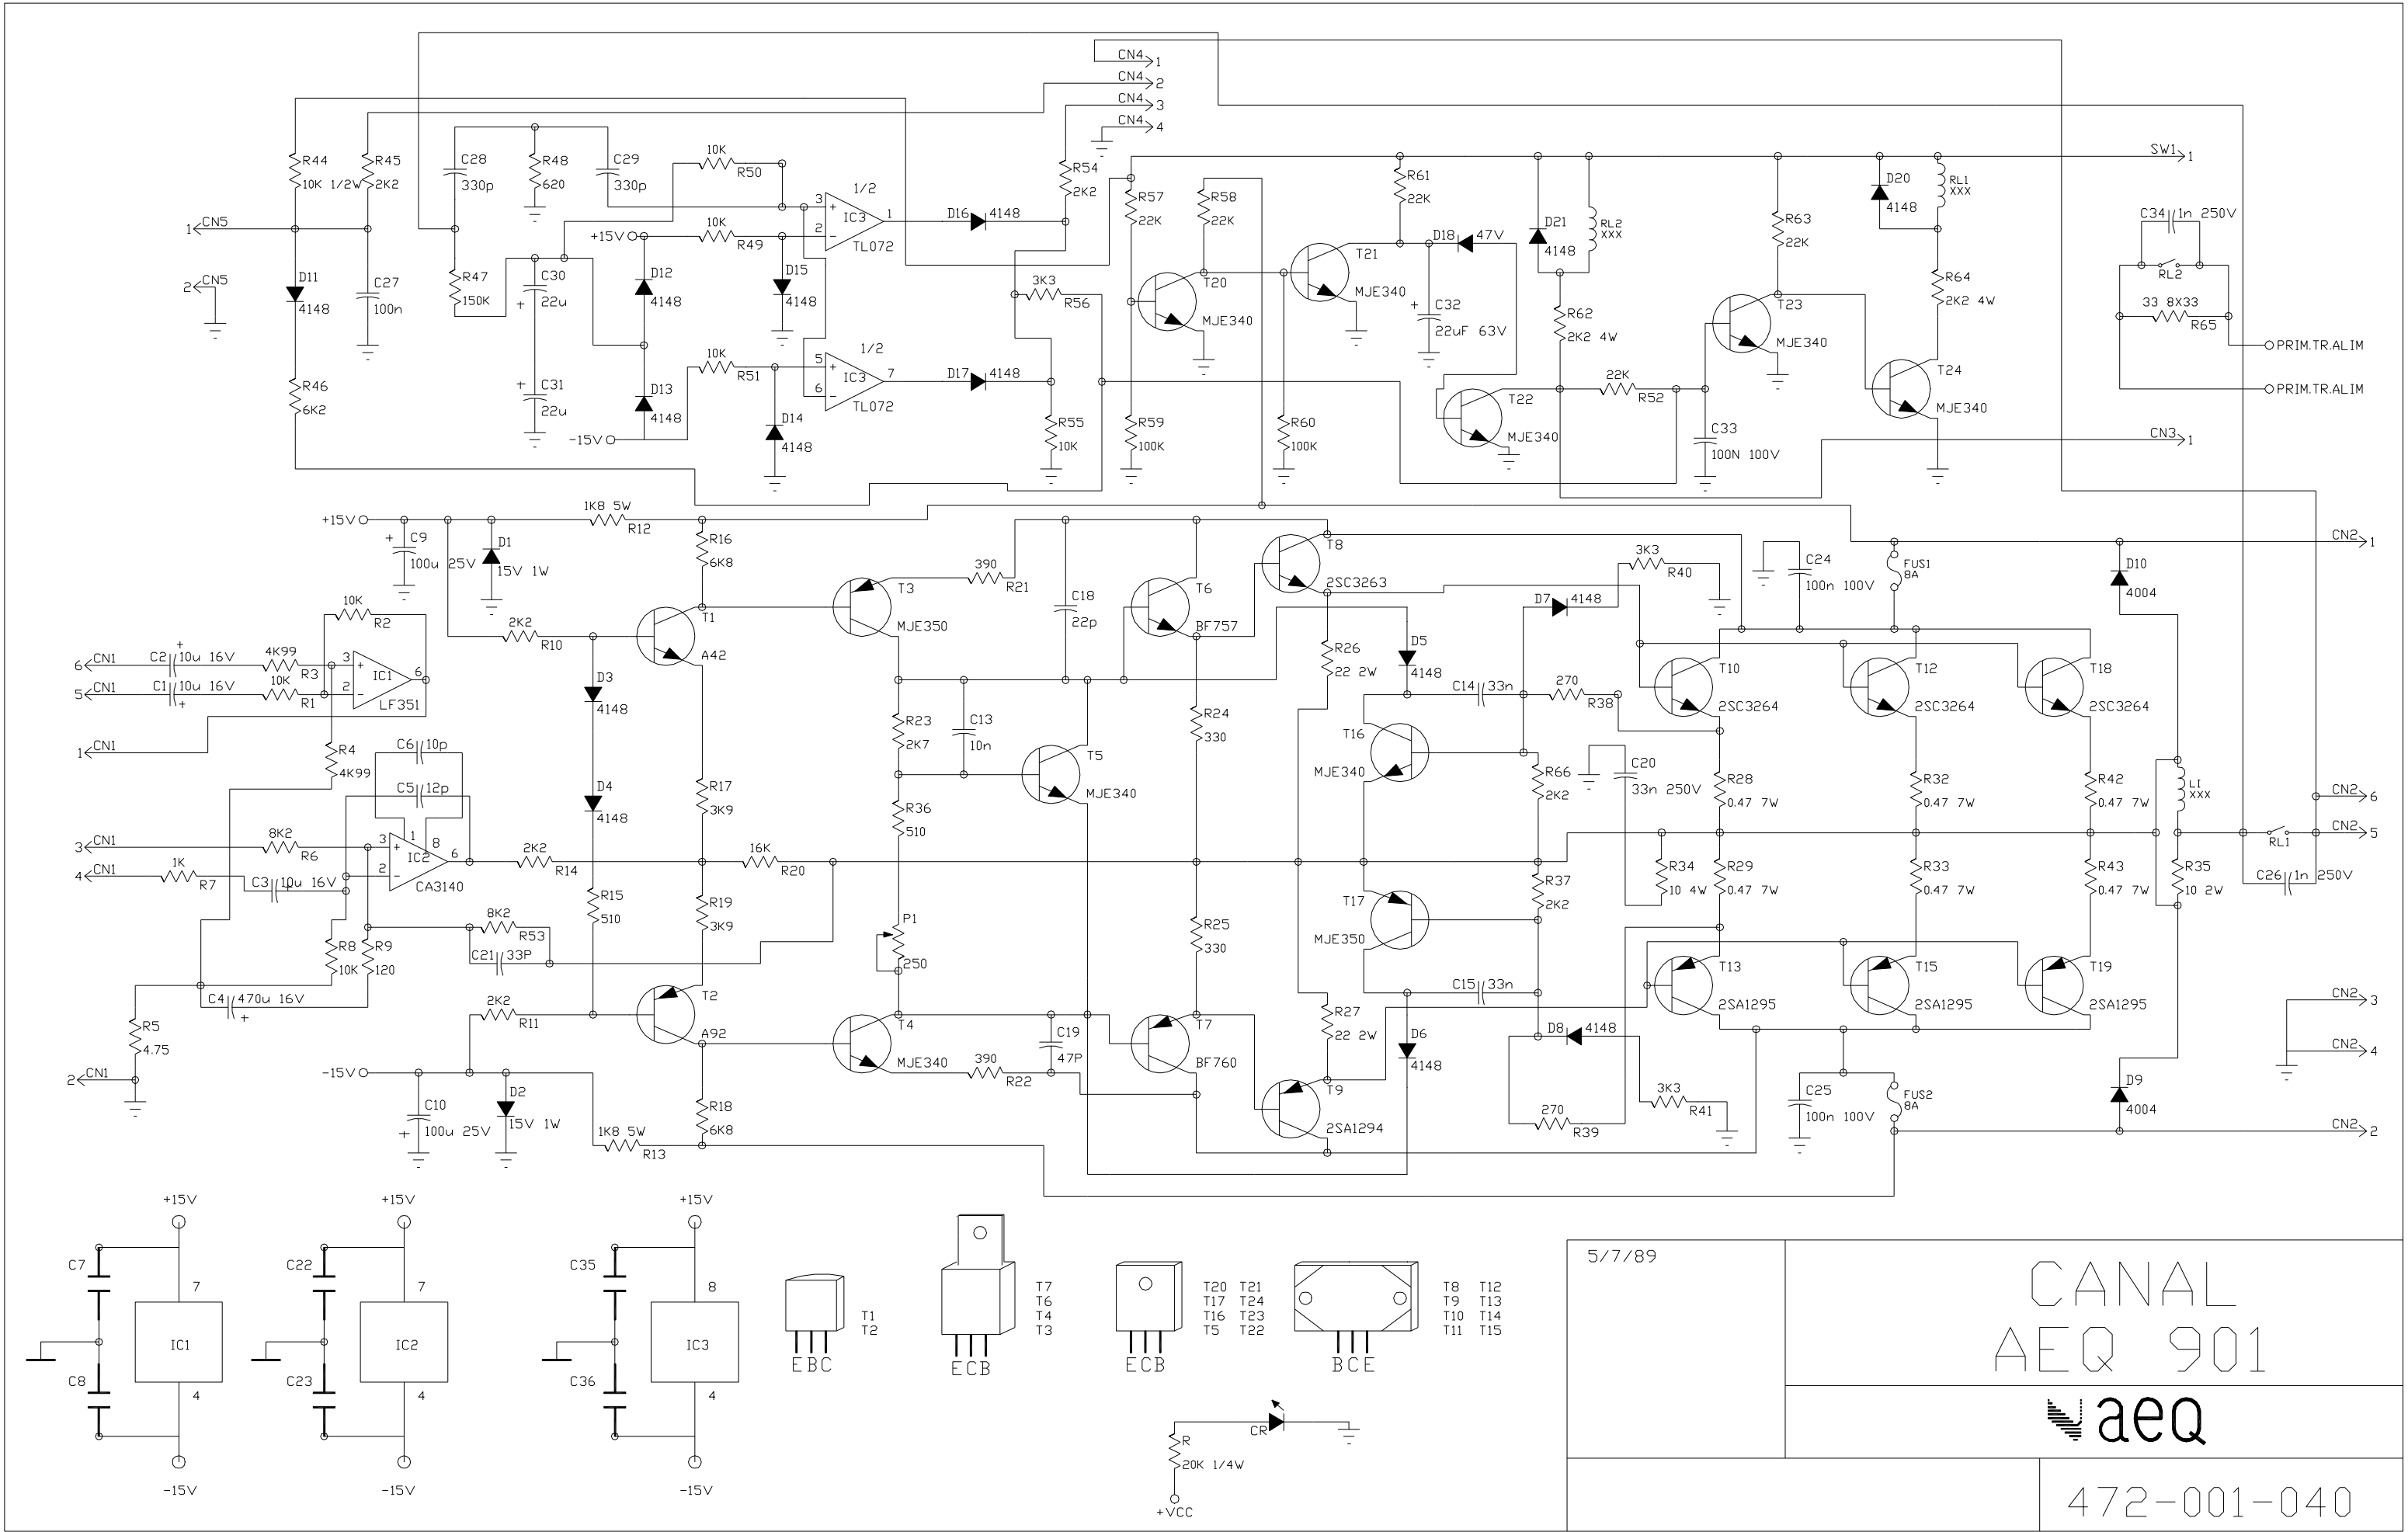 CN4 1
CN4 2
CN4 3
CN4 4
R44
10K 1/2W
R45
2K2
C28
330p
R48
620
C29
330p
10K
R50
1/2
3
+
IC3
1
2
-
TL072
D16
4148
R54
2K2
R57
22K
R58
22K
R61
22K
D21
4148
RL2
XXX
R63
22K
D20
4148
RL1
XXX
SW1 1
C34
1n 250V
RL2
33 8X33
R65
PRIM.TR.ALIM
PRIM.TR.ALIM
1 CN5
2 CN5
+15V
10K
R49
D11
4148
C27
100n
R47
150K
C30
+
22u
D12
4148
D15
4148
3K3
R56
T20
MJE340
T21
MJE340
D18
47V
C32
+
22uF 63V
R62
2K2 4W
T23
MJE340
R64
2K2 4W
R46
6K2
C31
+
22u
D13
4148
-15V
10K
R51
D14
4148
1/2
5
+
6
-
IC3
7
TL072
D17
4148
R55
10K
R59
100K
R60
100K
T22
MJE340
22K
R52
C33
100N 100V
T24
MJE340
CN3 1
+15V
+
C9
100u 25V
D1
15V 1W
1K8 5W
R12
R16
6K8
T3
MJE350
390
R21
C18
22p
T6
BF757
T8
2SC3263
3K3
R40
D7
4148
C24
100n 100V
FUS1
8A
D10
4004
CN2 1
10K
R2
2K2
R10
T1
A42
6 CN1
C2
+
10u 16V
4K99
R3
5 CN1
C1
+
10u 16V
10K
R1
3
+
2
-
IC1
6
LF351
1 CN1
D3
4148
R26
22 2W
D5
4148
C14
33n
270
R38
T10
2SC3264
T12
2SC3264
T18
2SC3264
R4
4K99
C6
10p
C5
12p
D4
4148
R17
3K9
R23
2K7
C13
10n
T5
MJE340
R24
330
T16
MJE340
R66
2K2
C20
33n 250V
R28
0.47 7W
R32
0.47 7W
R42
0.47 7W
LI
XXX
CN2 6
3 CN1
8K2
R6
4 CN1
1K
R7
C3
+
10u 16V
3
+
2
-
1
8
IC2
6
CA3140
2K2
R14
16K
R20
R36
510
CN2 5
RL1
R34
10 4W
R29
0.47 7W
R33
0.47 7W
R43
0.47 7W
R35
10 2W
C26
1n 250V
R15
510
R19
3K9
8K2
R53
C21
33P
R8
10K
R9
120
P1
250
R25
330
T17
MJE350
R37
2K2
C4
470u 16V
+
R5
4.75
2 CN1
2K2
R11
T2
A92
T4
MJE340
C19
47P
390
R22
T7
BF760
R27
22 2W
D6
4148
C15
33n
T13
2SA1295
T15
2SA1295
T19
2SA1295
CN2 3
CN2 4
-15V
C10
+
100u 25V
D2
15V 1W
1K8 5W
R13
R18
6K8
T9
2SA1294
D8
4148
270
R39
3K3
R41
C25
100n 100V
FUS2
8A
D9
4004
CN2 2
+15V
C7
7
IC1
C8
4
-15V
+15V
C22
7
IC2
C23
4
-15V
+15V
C35
8
IC3
C36
4
-15V
T1
T2
EBC
T7
T6
T4
T3
ECB
T20 T21
T17 T24
T16 T23
T5 T22
ECB
T8 T12
T9 T13
T10 T14
T11 T15
BCE
R
20K 1/4W
CR
+VCC
5/7/89
CANAL
AEQ 901
aeq
472-001-040